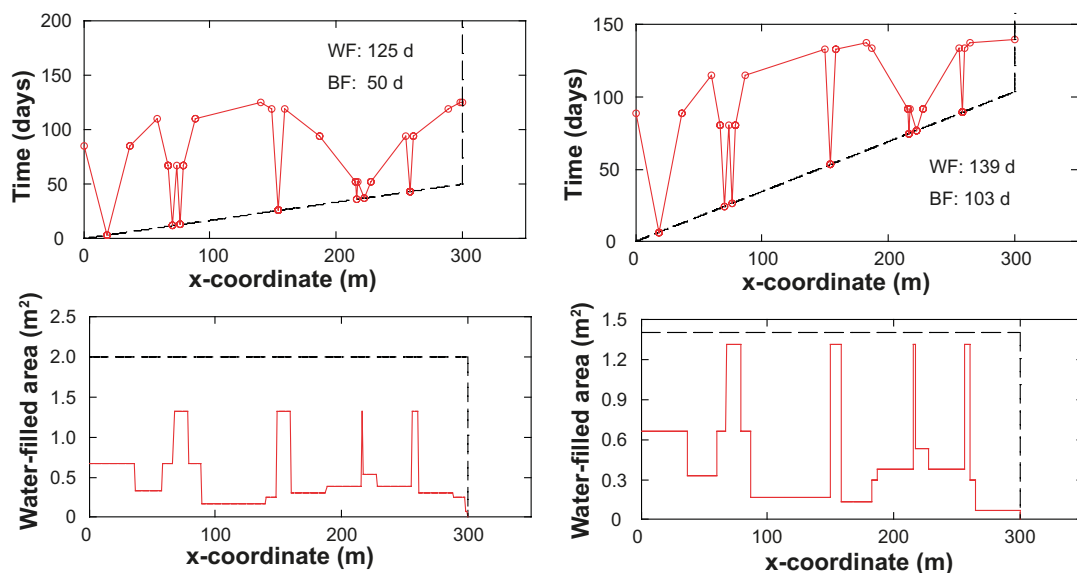 200
150
100
50
0
Time (days)
WF: 125 d
BF: 50 d
0 100 200 300
x-coordinate (m)
150
100
50
0
Time (days)
WF: 139 d
BF: 103 d
0 100 200 300
x-coordinate (m)
2.5
2.0
1.5
1.0
0.5
0
Water-filled area (m²)
0 100 200 300
x-coordinate (m)
1.5
1.2
0.9
0.6
0.3
0
Water-filled area (m²)
0 100 200 300
x-coordinate (m)